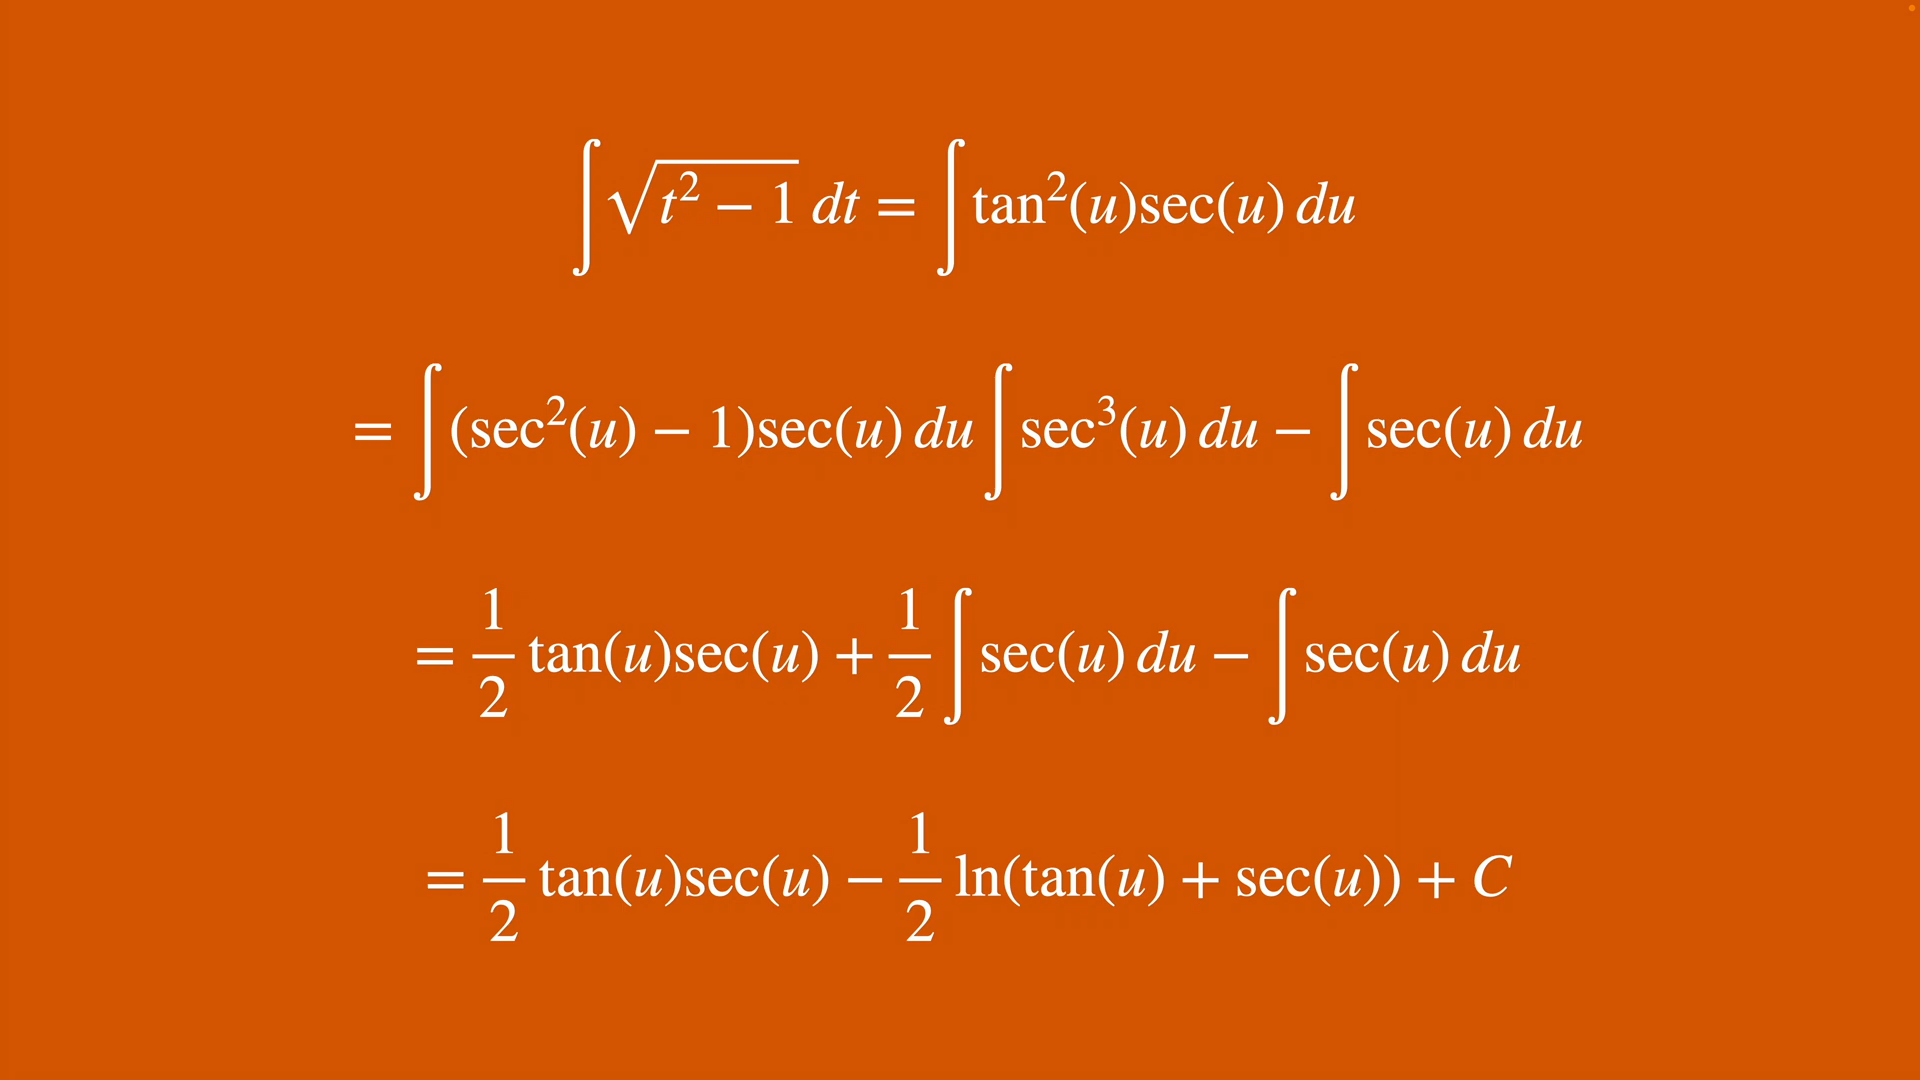 ∫√(t² − 1) dt = ∫tan²(u)sec(u) du
= ∫(sec²(u) − 1)sec(u) du ∫sec³(u) du − ∫sec(u) du
= 1/2 tan(u)sec(u) + 1/2 ∫sec(u) du − ∫sec(u) du
= 1/2 tan(u)sec(u) − 1/2 ln(tan(u) + sec(u)) + C